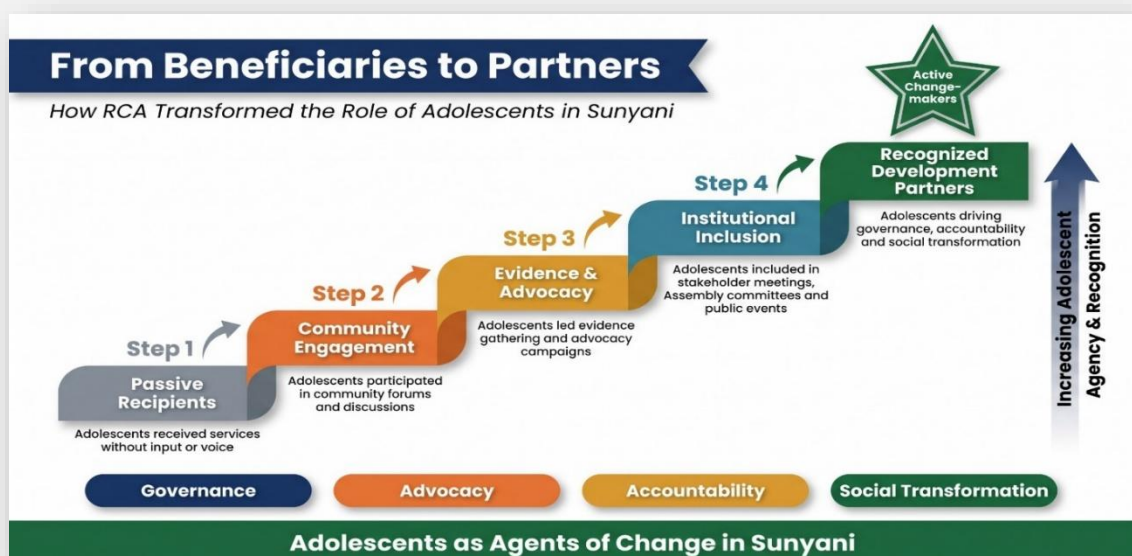 From Beneficiaries to Partners
How RCA Transformed the Role of Adolescents in Sunyani
Active
Change-
makers
Step 1
Passive
Recipients
Adolescents received services
without input or voice
Step 2
Community
Engagement
Adolescents participated
in community forums
and discussions
Step 3
Evidence &
Advocacy
Adolescents led evidence
gathering and advocacy
campaigns
Step 4
Institutional
Inclusion
Adolescents included in
stakeholder meetings,
Assembly committees and
public events
Recognized
Development
Partners
Adolescents driving
governance, accountability
and social transformation
Increasing Adolescent
Agency & Recognition
Governance
Advocacy
Accountability
Social Transformation
Adolescents as Agents of Change in Sunyani